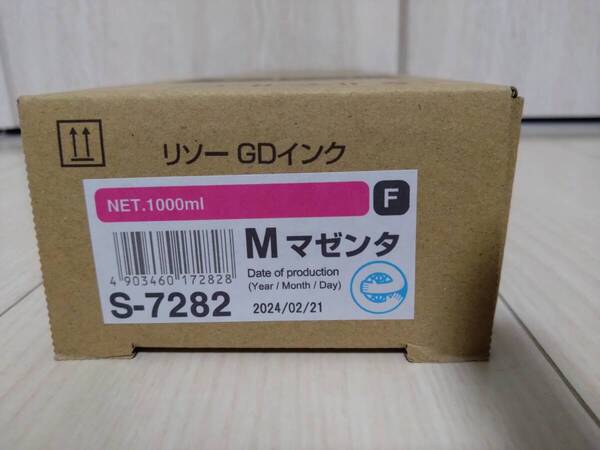 リソー GDインク
NET.1000ml
F
M マゼンタ
4 903460 172828
Date of production
(Year / Month / Day)
S-7282
2024/02/21